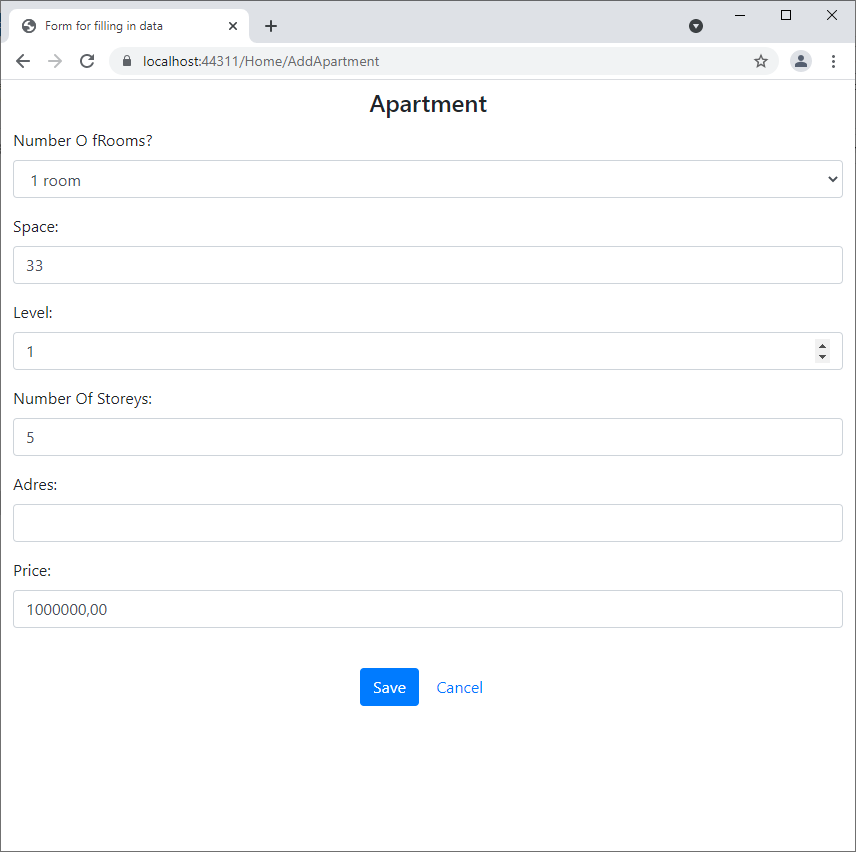 Form for filling in data
localhost:44311/Home/AddApartment
Apartment
Number O fRooms?
1 room
Space:
33
Level:
1
Number Of Storeys:
5
Adres:
Price:
1000000,00
Save Cancel